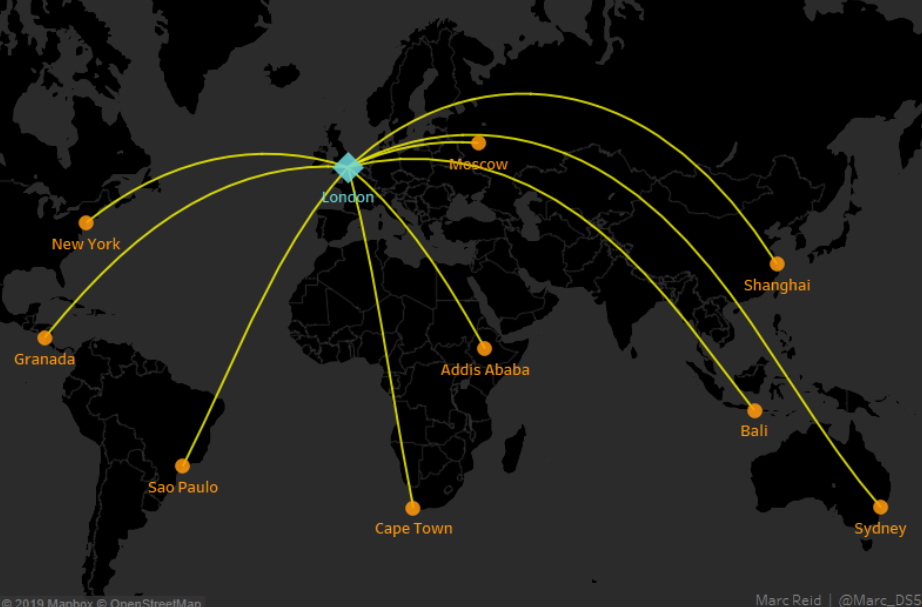 Moscow
London
New York
Shanghai
Granada
Addis Ababa
Bali
Sao Paulo
Cape Town
Sydney
© 2019 Mapbox © OpenStreetMap
Marc Reid | @Marc_DS5